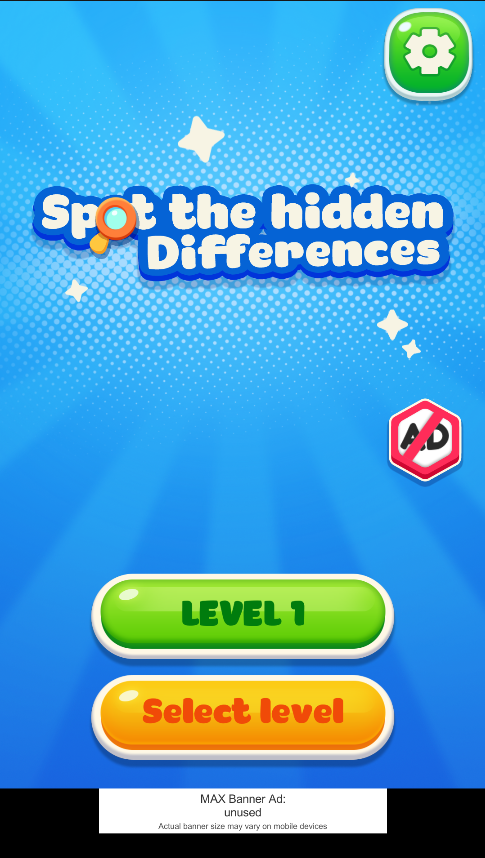 Spot the hidden
Differences
AD
LEVEL 1
Select level
MAX Banner Ad:
unused
Actual banner size may vary on mobile devices